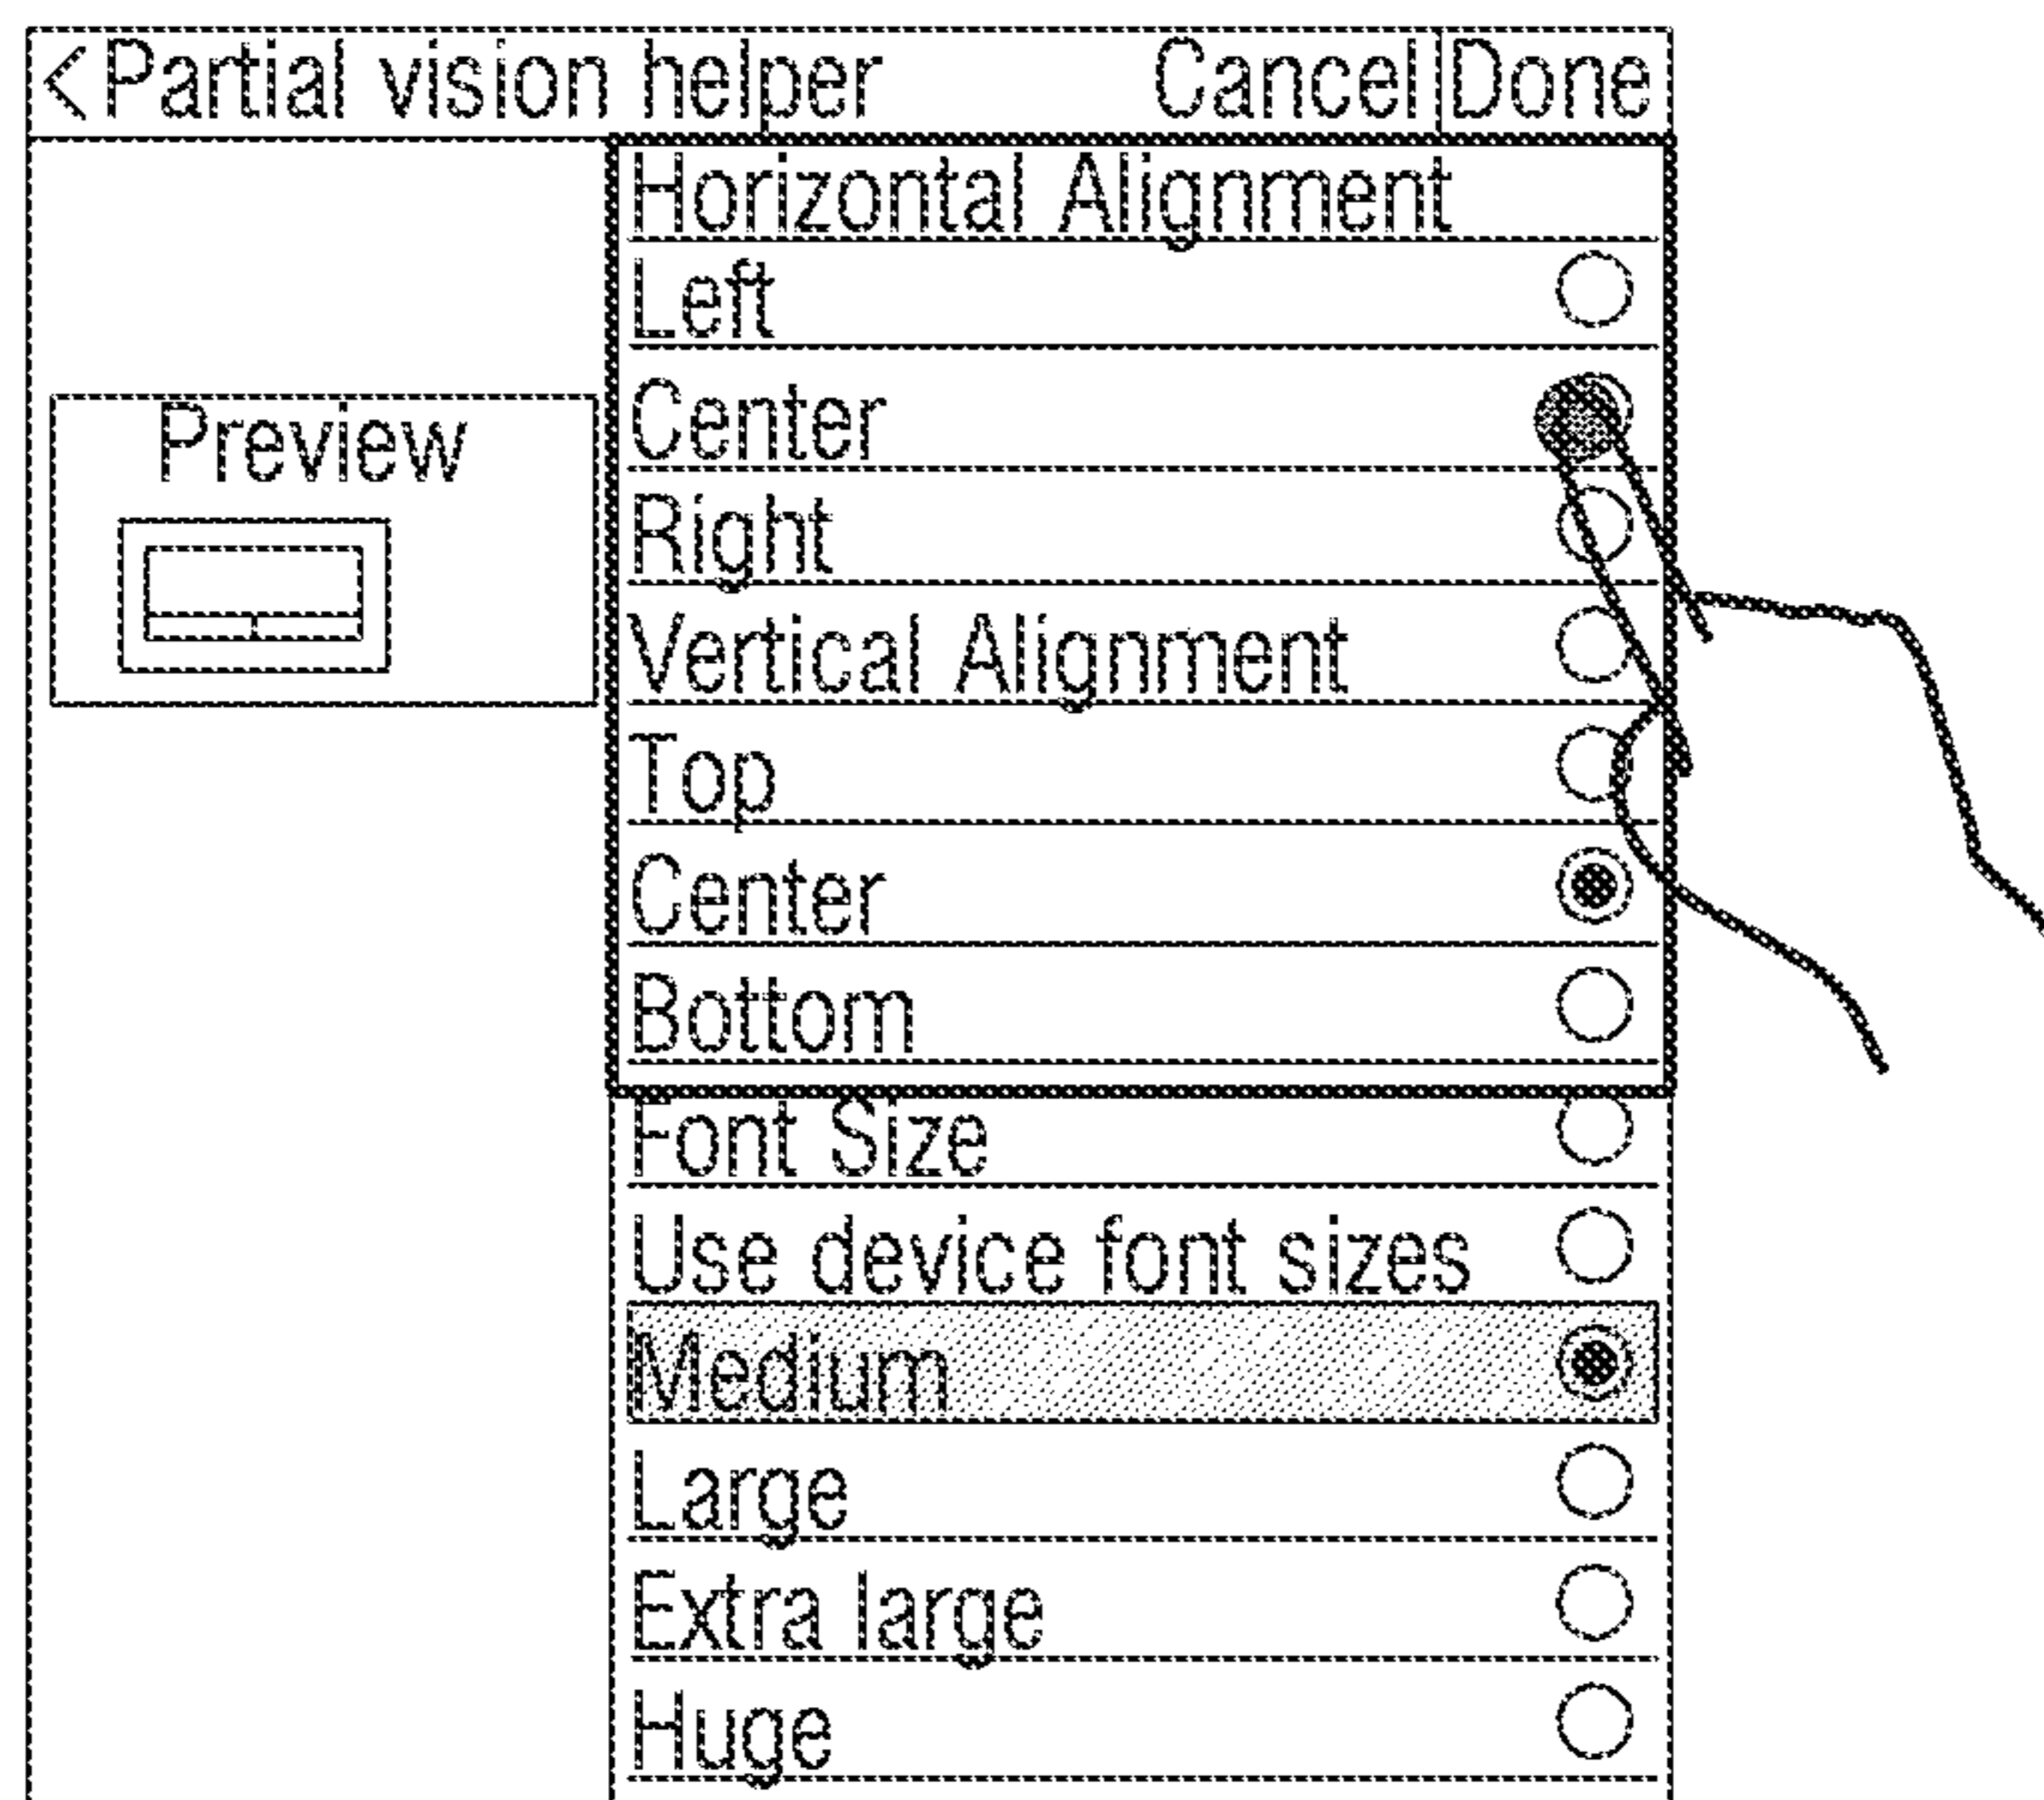 <Partial vision helper Cancel Done
Preview
Horizontal Alignment
Left
Center
Right
Vertical Alignment
Top
Center
Bottom
Font Size
Use device font sizes
Medium
Large
Extra large
Huge